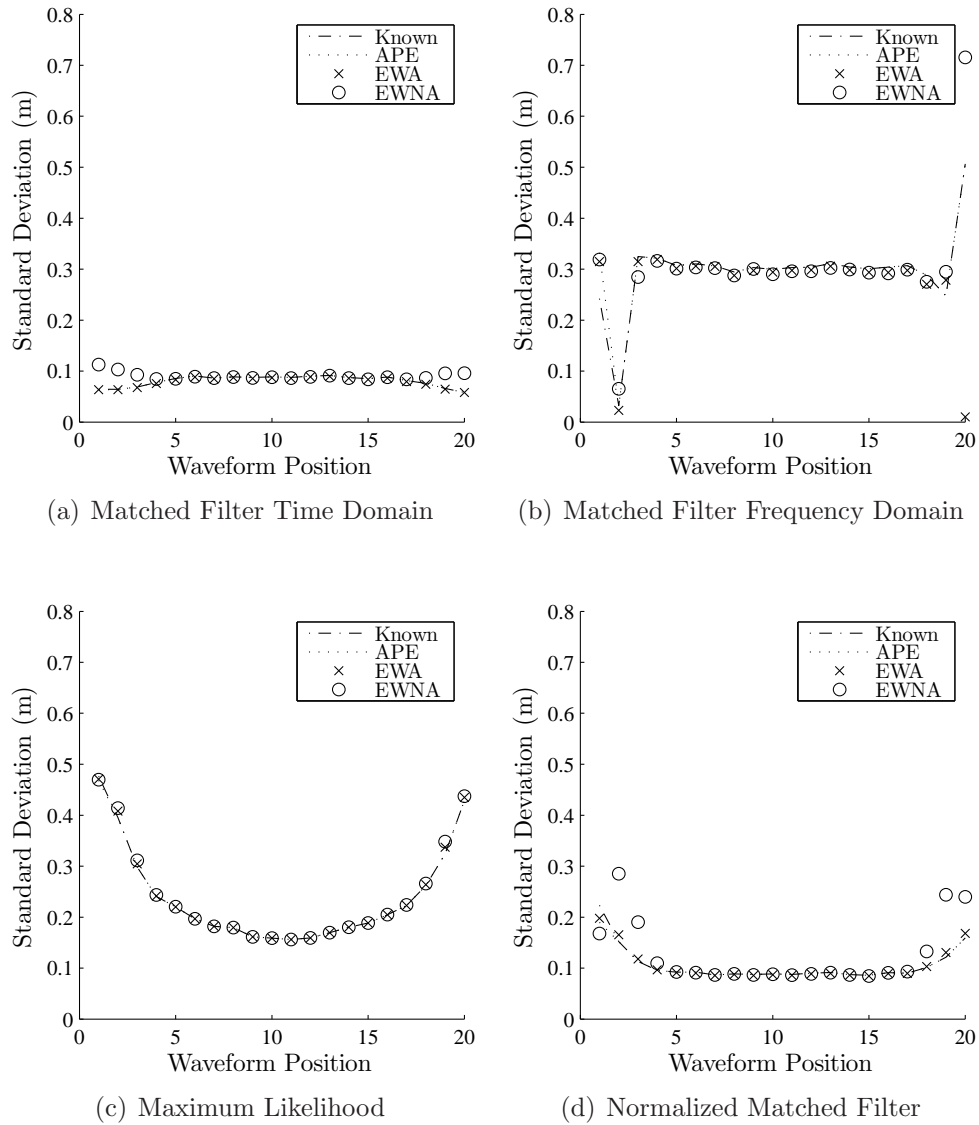 0.8
0.7
0.6
0.5
0.4
0.3
0.2
0.1
0
Standard Deviation (m)
Known
APE
EWA
EWNA
0 5 10 15 20
Waveform Position
(a) Matched Filter Time Domain
0.8
0.7
0.6
0.5
0.4
0.3
0.2
0.1
0
Standard Deviation (m)
Known
APE
EWA
EWNA
0 5 10 15 20
Waveform Position
(b) Matched Filter Frequency Domain
0.8
0.7
0.6
0.5
0.4
0.3
0.2
0.1
0
Standard Deviation (m)
Known
APE
EWA
EWNA
0 5 10 15 20
Waveform Position
(c) Maximum Likelihood
0.8
0.7
0.6
0.5
0.4
0.3
0.2
0.1
0
Standard Deviation (m)
Known
APE
EWA
EWNA
0 5 10 15 20
Waveform Position
(d) Normalized Matched Filter